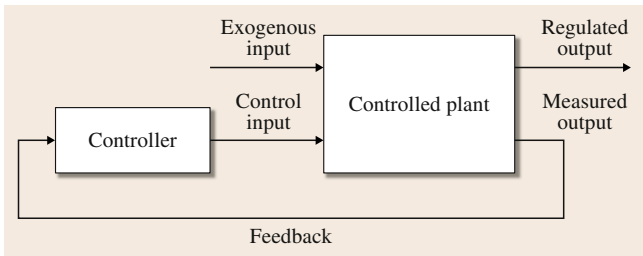 Exogenous
input
Regulated
output
Control
input
Controlled plant
Measured
output
Controller
Feedback